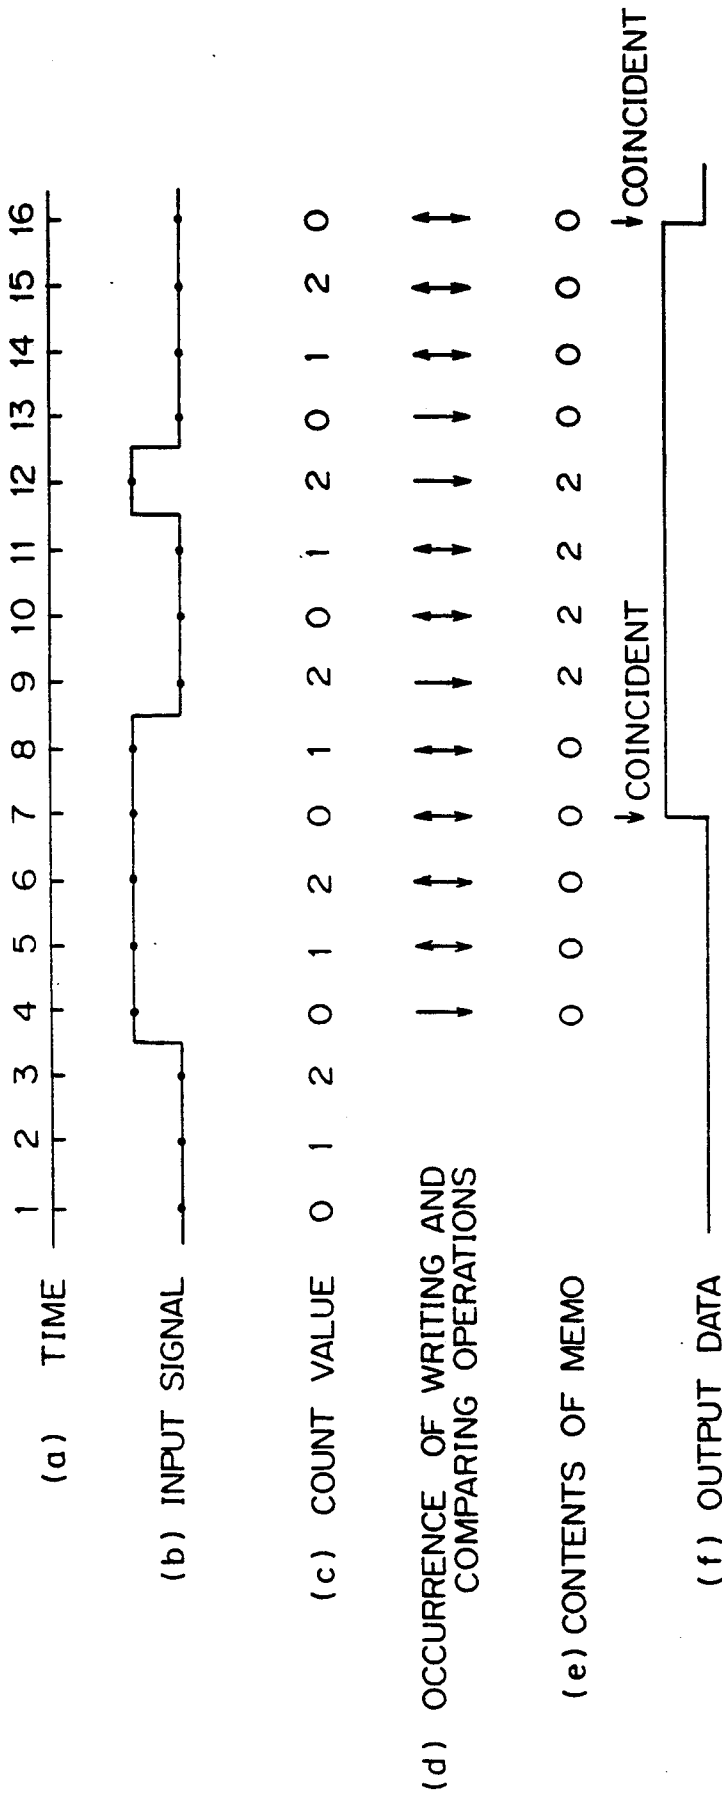 (a) TIME 1 2 3 4 5 6 7 8 9 10 11 12 13 14 15 16
(b) INPUT SIGNAL
(c) COUNT VALUE 0 1 2 0 1 2 0 1 2 0 1 2 0 1 2 0
(d) OCCURRENCE OF WRITING AND
COMPARING OPERATIONS
(e) CONTENTS OF MEMO 0 0 0 0 0 2 2 2 2 0 0 0 0
COINCIDENT COINCIDENT
(f) OUTPUT DATA